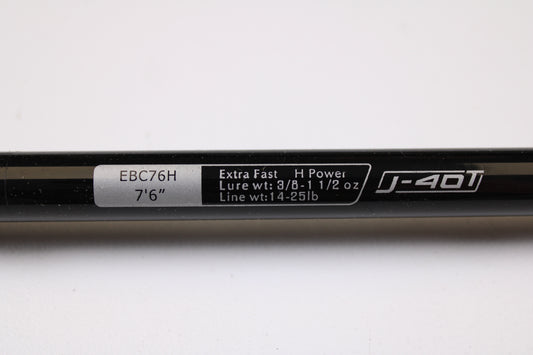 EBC76H
7'6”
Extra Fast H Power
Lure wt: 3/8-1 1/2 oz
Line wt:14-25lb
J-40T